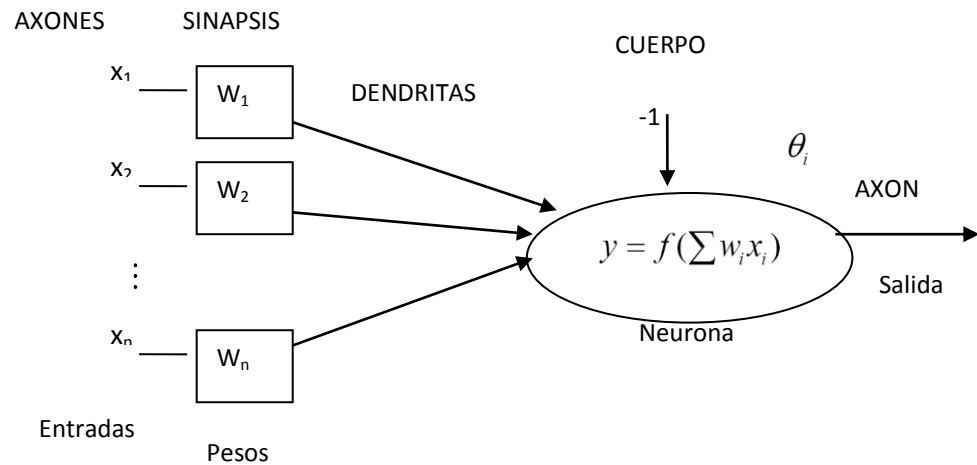 AXONES
SINAPSIS
CUERPO
x₁
W₁
DENDRITAS
-1
θᵢ
x₂
W₂
AXON
y = f(∑ wᵢxᵢ)
⋮
Salida
Neurona
xₙ
Wₙ
Entradas
Pesos